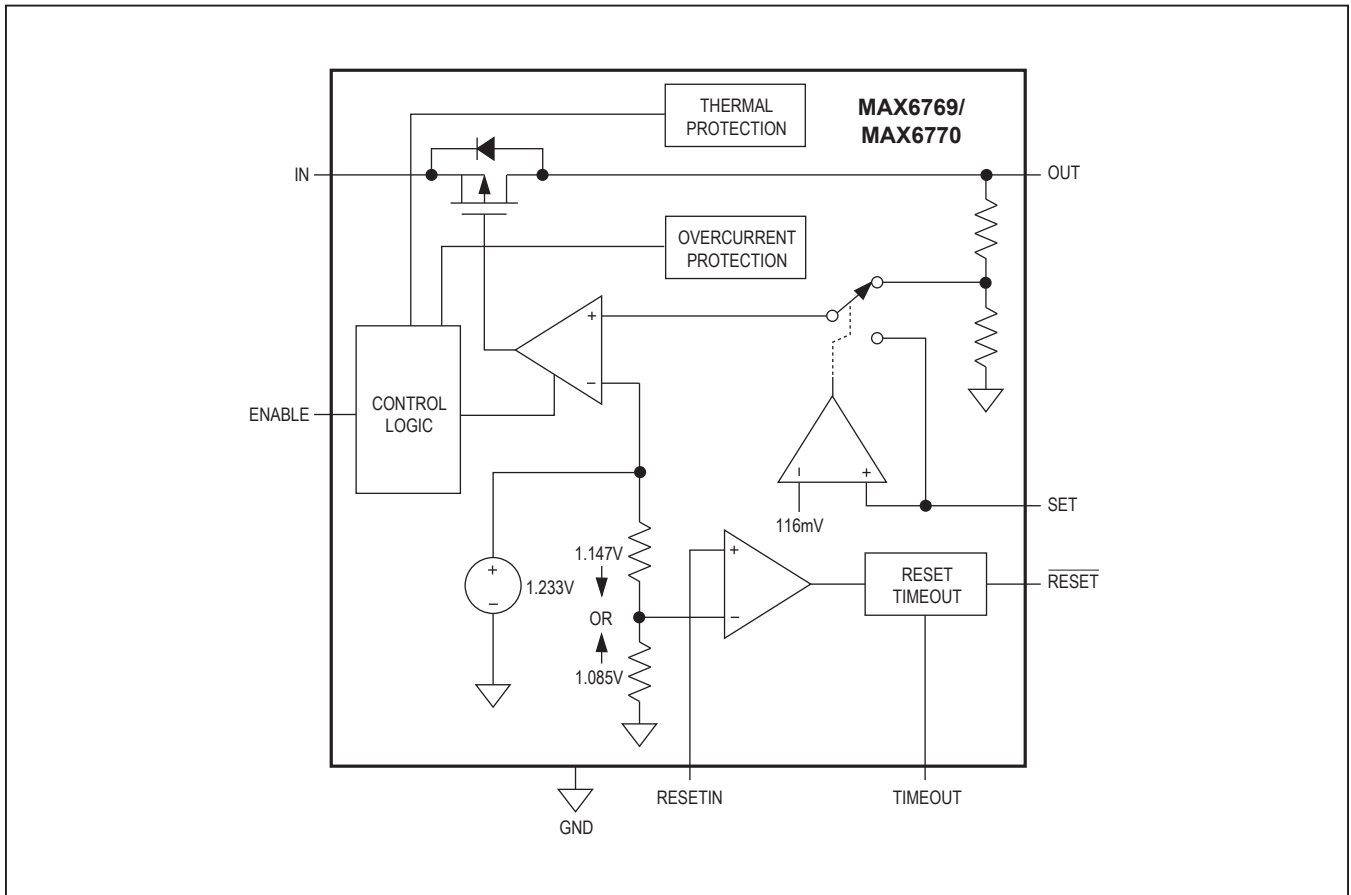 THERMAL
PROTECTION
MAX6769/
MAX6770
IN
OUT
OVERCURRENT
PROTECTION
+
−
ENABLE
CONTROL
LOGIC
−
+
116mV
SET
+
−
1.233V
1.147V
OR
1.085V
+
−
RESET
TIMEOUT
RESET
GND
RESETIN
TIMEOUT